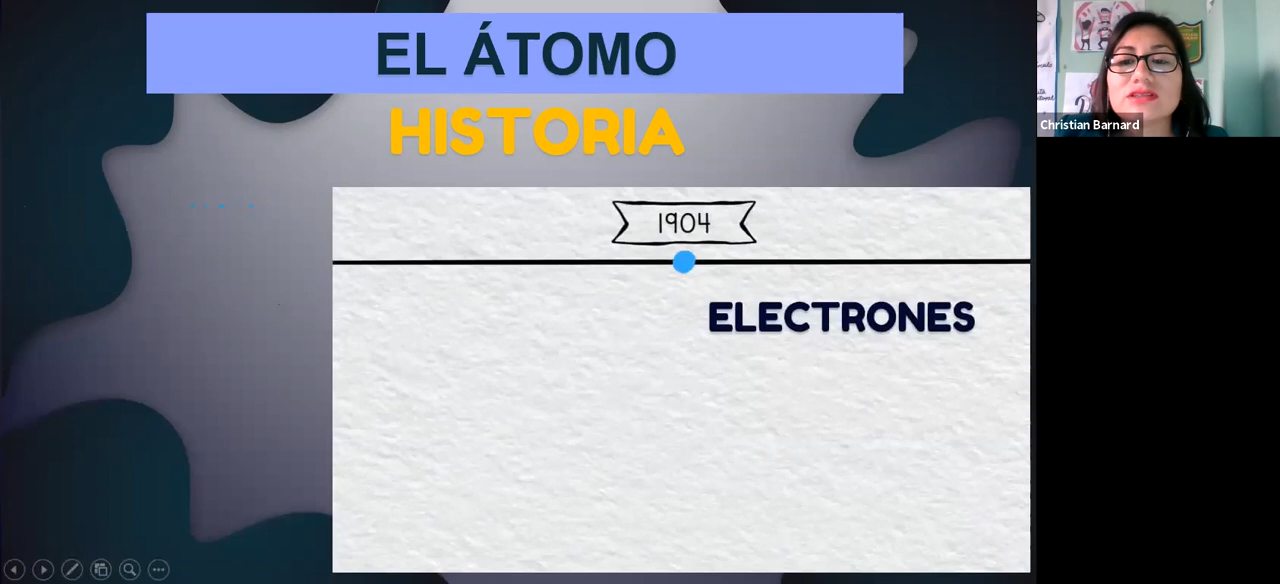 EL ÁTOMO
HISTORIA
1904
ELECTRONES
Christian Barnard